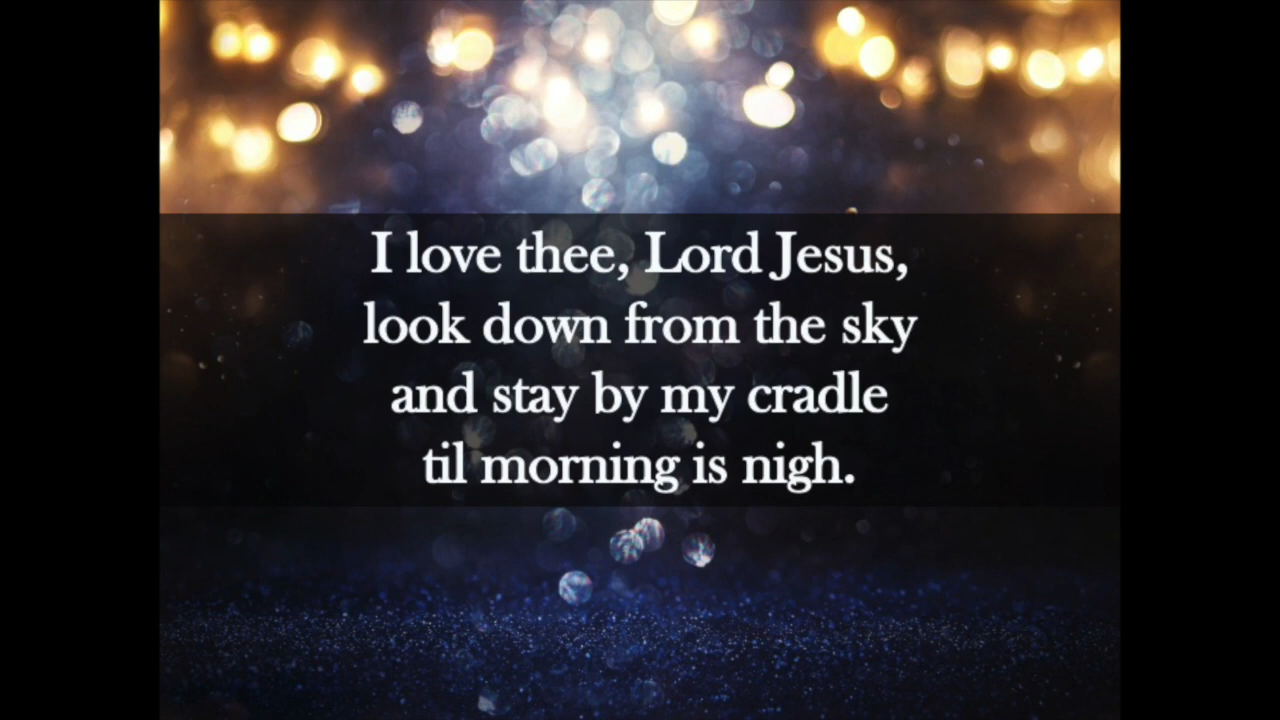 I love thee, Lord Jesus,
look down from the sky
and stay by my cradle
til morning is nigh.